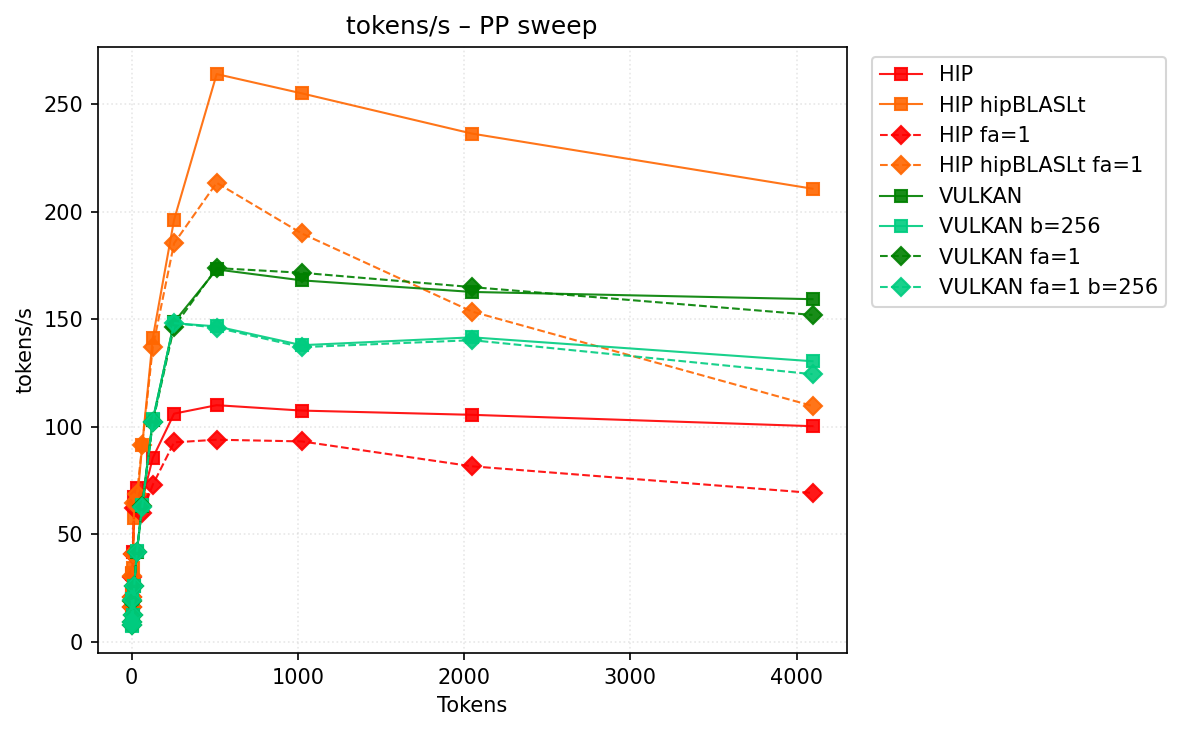 tokens/s – PP sweep
250
200
150
100
50
0
tokens/s
0
1000
2000
3000
4000
Tokens
HIP
HIP hipBLASLt
HIP fa=1
HIP hipBLASLt fa=1
VULKAN
VULKAN b=256
VULKAN fa=1
VULKAN fa=1 b=256